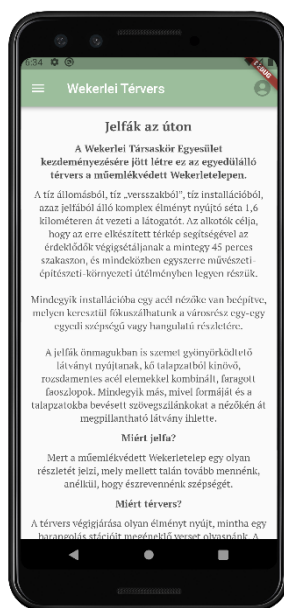 6:34
DEBUG
Wekerlei Térvers
Jelfák az úton
A Wekerlei Társaskör Egyesület
kezdeményezésére jött létre ez az egyedülálló
térvers a műemlékvédett Wekerletelepen.
A tíz állomásból, tíz „versszakból”, tíz installációból,
azaz jelfából álló komplex élményt nyújtó séta 1,6
kilométeren át vezeti a látogatót. Az alkotók célja,
hogy az erre elkészített térkép segítségével az
érdeklődők végigsétáljanak a mintegy 45 perces
szakaszon, és mindeközben egyszerre művészeti-
építészeti-környezeti útélményben legyen részük.
Mindegyik installációba egy acél nézőke van beépítve,
melyen keresztül fókuszálhatunk a városrész egy-egy
egyedi szépségű vagy hangulatú részletére.
A jelfák önmagukban is szemet gyönyörködtető
látványt nyújtanak, kő talapzatból kinövő,
rozsdamentes acél elemekkel kombinált, faragott
faoszlopok. Mindegyik más, mivel formáját és a
talapzatokba bevésett szövegszilánkokat a nézőkén át
megpillantható látvány ihlette.
Miért jelfa?
Mert a műemlékvédett Wekerletelep egy olyan
részletét jelzi, mely mellett talán tovább mennénk,
anélkül, hogy észrevennénk szépségét.
Miért térvers?
A térvers végigjárása olyan élményt nyújt, mintha egy
barangolás stációit megéneklő verset olvasnánk. A